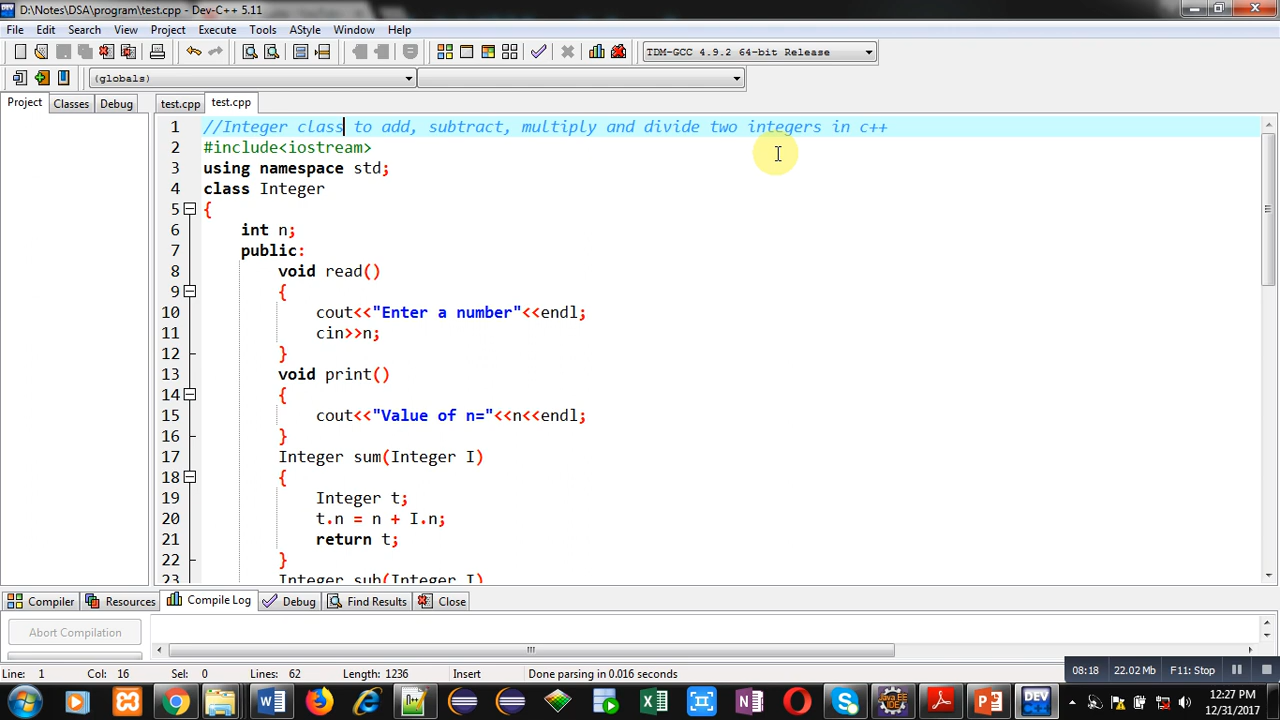 D:\Notes\DSA\program\test.cpp - Dev-C++ 5.11
File Edit Search View Project Execute Tools AStyle Window Help
TDM-GCC 4.9.2 64-bit Release
(globals)
Project Classes Debug test.cpp test.cpp
1 //Integer class to add, subtract, multiply and divide two integers in c++
2 #include<iostream>
3 using namespace std;
4 class Integer
5 {
6 int n;
7 public:
8 void read()
9 {
10 cout<<"Enter a number"<<endl;
11 cin>>n;
12 }
13 void print()
14 {
15 cout<<"Value of n="<<n<<endl;
16 }
17 Integer sum(Integer I)
18 {
19 Integer t;
20 t.n = n + I.n;
21 return t;
22 }
23 Integer sub(Integer I)
Compiler Resources Compile Log Debug Find Results Close
Abort Compilation
Line: 1 Col: 16 Sel: 0 Lines: 62 Length: 1236 Insert Done parsing in 0.016 seconds
08:18 22.02 Mb F11: Stop
12:27 PM
12/31/2017